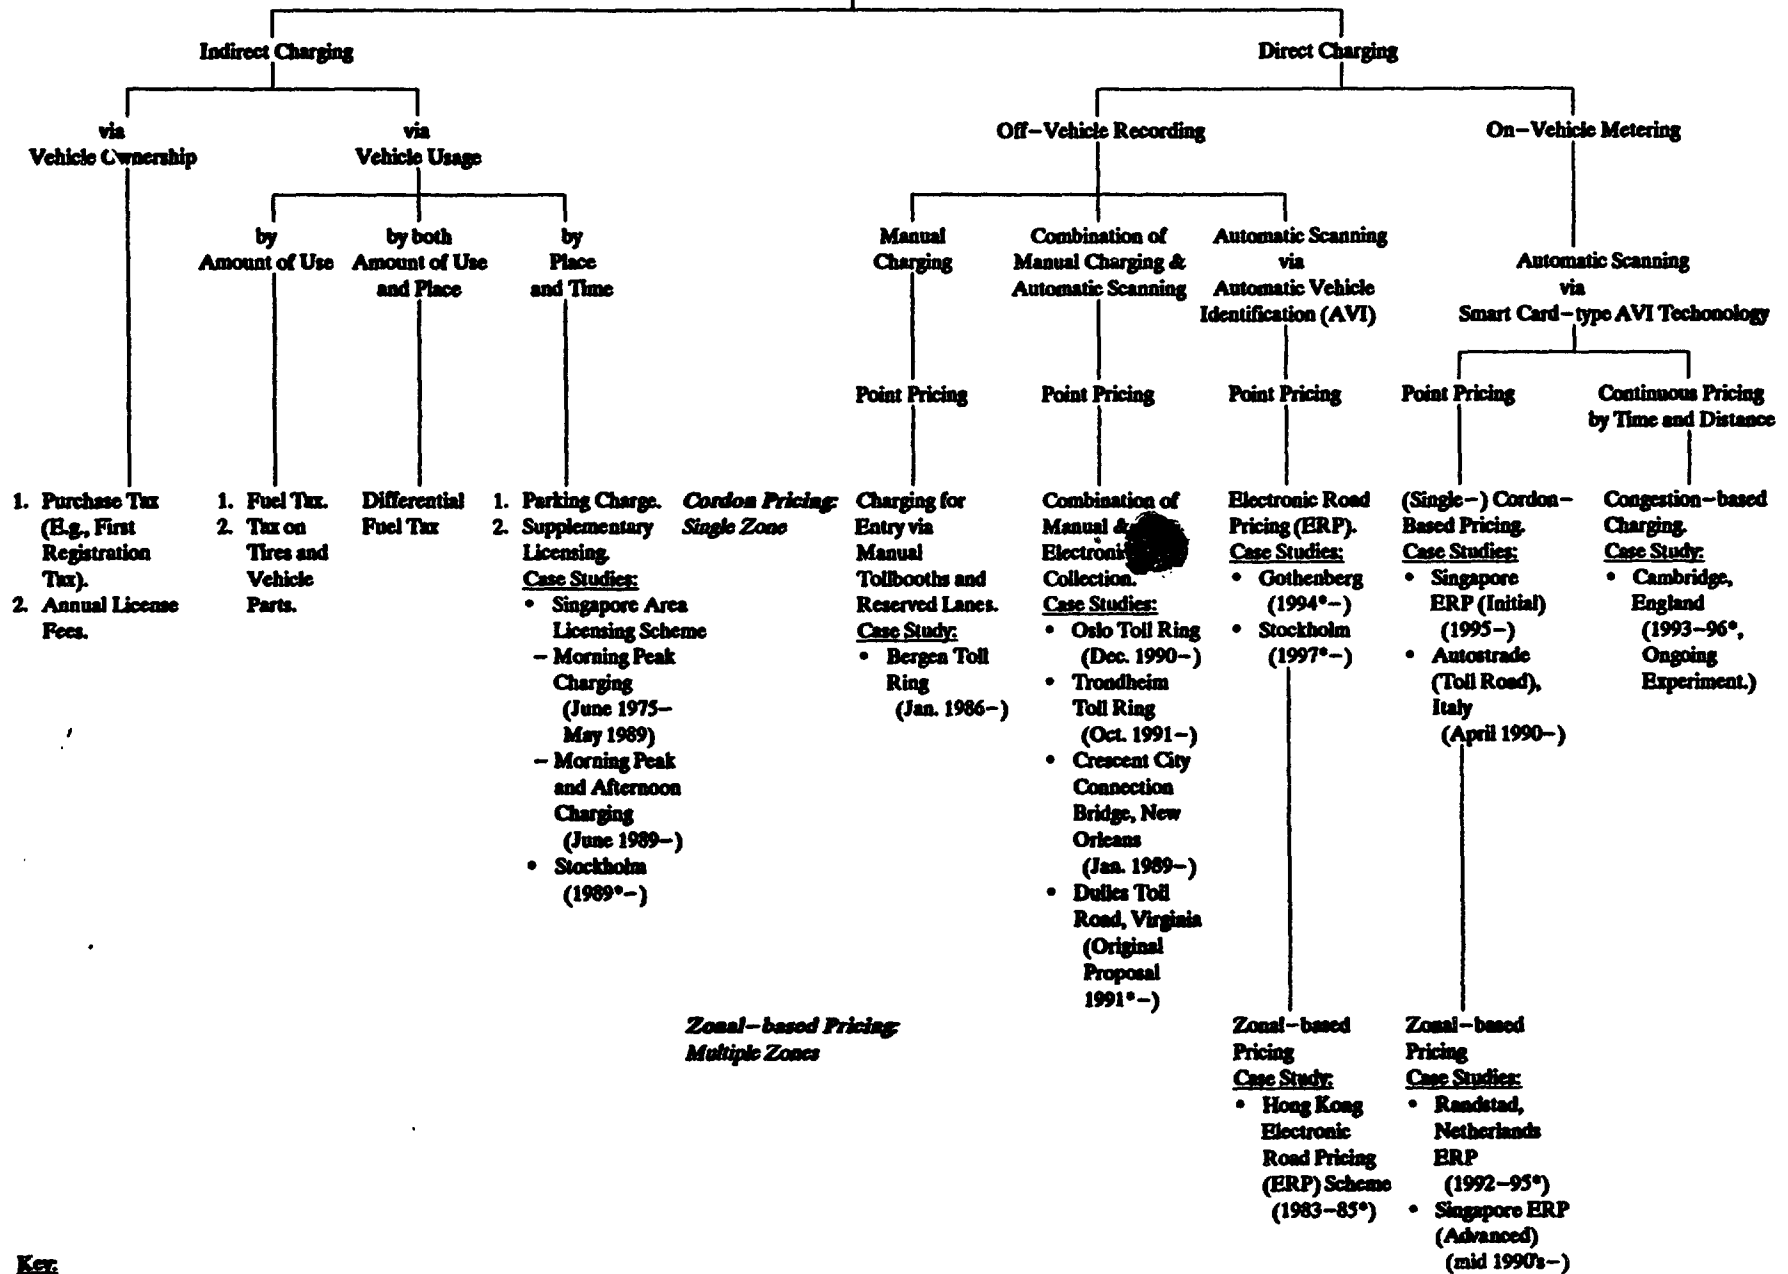 Indirect Charging
Direct Charging
via
Vehicle Ownership
via
Vehicle Usage
Off-Vehicle Recording
On-Vehicle Metering
by
Amount of Use
by both
Amount of Use
and Place
by
Place
and Time
Manual
Charging
Combination of
Manual Charging &
Automatic Scanning
Automatic Scanning
via
Automatic Vehicle
Identification (AVI)
Automatic Scanning
via
Smart Card-type AVI Techonology
Point Pricing
Point Pricing
Point Pricing
Point Pricing
Continuous Pricing
by Time and Distance
1. Purchase Tax
(E.g., First
Registration
Tax).
2. Annual License
Fees.
1. Fuel Tax.
2. Tax on
Tires and
Vehicle
Parts.
Differential
Fuel Tax
1. Parking Charge.
2. Supplementary
Licensing.
Case Studies:
• Singapore Area
Licensing Scheme
– Morning Peak
Charging
(June 1975–
May 1989)
– Morning Peak
and Afternoon
Charging
(June 1989–)
• Stockholm
(1989*–)
Cordon Pricing:
Single Zone
Charging for
Entry via
Manual
Tollbooths and
Reserved Lanes.
Case Study:
• Bergen Toll
Ring
(Jan. 1986–)
Combination of
Manual &
Electronic
Collection.
Case Studies:
• Oslo Toll Ring
(Dec. 1990–)
• Trondheim
Toll Ring
(Oct. 1991–)
• Crescent City
Connection
Bridge, New
Orleans
(Jan. 1989–)
• Dulles Toll
Road, Virginia
(Original
Proposal
1991*–)
Electronic Road
Pricing (ERP).
Case Studies:
• Gothenberg
(1994*–)
• Stockholm
(1997*–)
(Single-) Cordon-
Based Pricing.
Case Studies:
• Singapore
ERP (Initial)
(1995–)
• Autostrade
(Toll Road),
Italy
(April 1990–)
Congestion-based
Charging.
Case Study:
• Cambridge,
England
(1993–96*,
Ongoing
Experiment.)
Zonal-based Pricing:
Multiple Zones
Zonal-based
Pricing
Case Study:
• Hong Kong
Electronic
Road Pricing
(ERP) Scheme
(1983–85*)
Zonal-based
Pricing
Case Studies:
• Randstad,
Netherlands
ERP
(1992–95*)
• Singapore ERP
(Advanced)
(mid 1990's–)
Key: